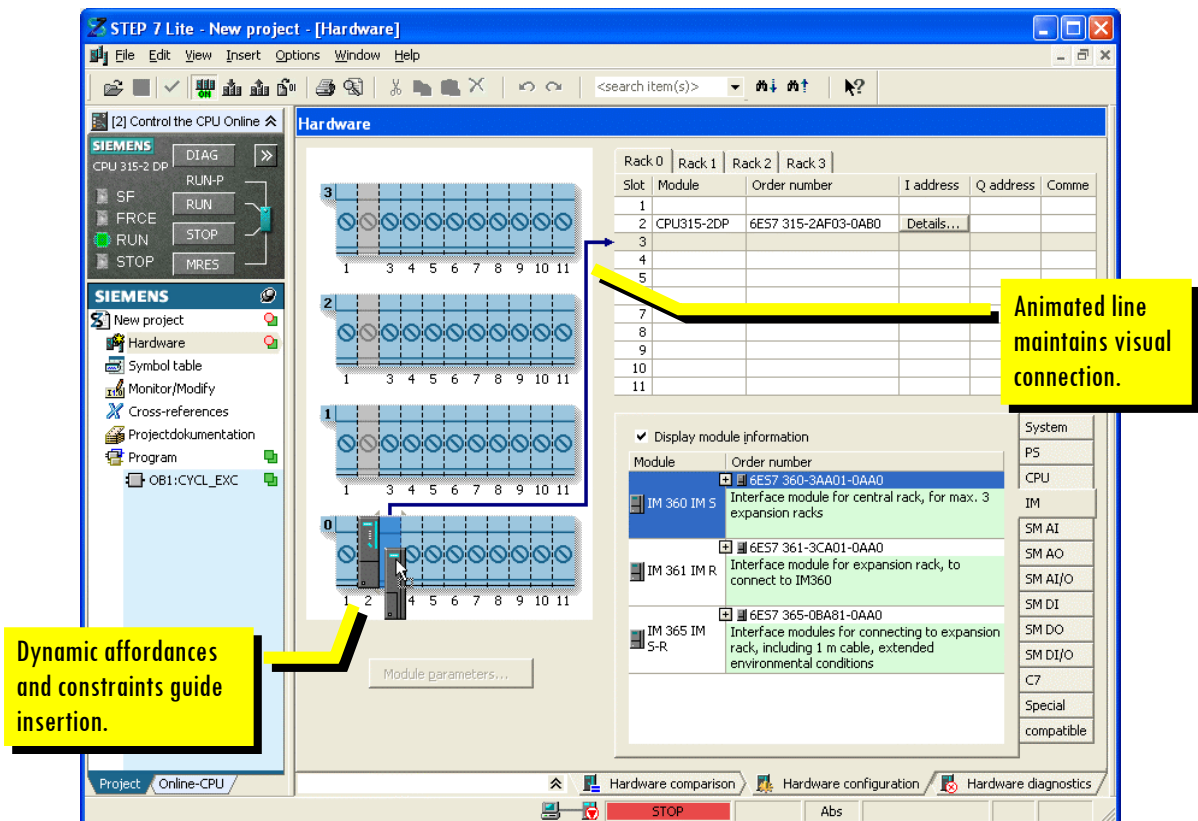 STEP 7 Lite - New project - [Hardware]
File Edit View Insert Options Window Help
ON
<search item(s)>
[2] Control the CPU Online
SIEMENS
CPU 315-2 DP
DIAG
RUN-P
SF
RUN
FRCE
RUN
STOP
STOP
MRES
SIEMENS
New project
Hardware
Symbol table
Monitor/Modify
Cross-references
Projectdokumentation
Program
OB1:CYCL_EXC
Project
Online-CPU
Hardware
3
1 3 4 5 6 7 8 9 10 11
2
1 3 4 5 6 7 8 9 10 11
1
1 3 4 5 6 7 8 9 10 11
0
1 2 4 5 6 7 8 9 10 11
Module parameters...
Rack 0 Rack 1 Rack 2 Rack 3
Slot Module Order number I address Q address Comme
1
2 CPU315-2DP 6ES7 315-2AF03-0AB0 Details...
3
4
5
7
8
9
10
11
Animated line
maintains visual
connection.
Display module information
Module Order number
6ES7 360-3AA01-0AA0
IM 360 IM S
Interface module for central rack, for max. 3
expansion racks
6ES7 361-3CA01-0AA0
IM 361 IM R
Interface module for expansion rack, to
connect to IM360
6ES7 365-0BA81-0AA0
IM 365 IM
S-R
Interface modules for connecting to expansion
rack, including 1 m cable, extended
environmental conditions
System
PS
CPU
IM
SM AI
SM AO
SM AI/O
SM DI
SM DO
SM DI/O
C7
Special
compatible
Dynamic affordances
and constraints guide
insertion.
Hardware comparison
Hardware configuration
Hardware diagnostics
STOP
Abs